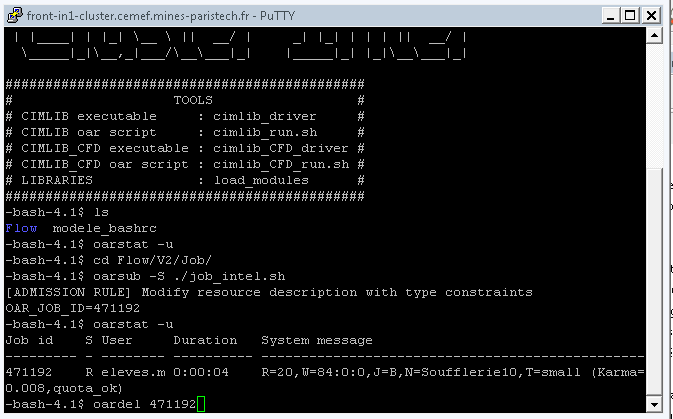 front-in1-cluster.cemef.mines-paristech.fr - PuTTY
##############################################
# TOOLS #
# CIMLIB executable : cimlib_driver #
# CIMLIB oar script : cimlib_run.sh #
# CIMLIB_CFD executable : cimlib_CFD_driver #
# CIMLIB_CFD oar script : cimlib_CFD_run.sh #
# LIBRARIES : load_modules #
##############################################
-bash-4.1$ ls
Flow modele_bashrc
-bash-4.1$ oarstat -u
-bash-4.1$ cd Flow/V2/Job/
-bash-4.1$ oarsub -S ./job_intel.sh
[ADMISSION RULE] Modify resource description with type constraints
OAR_JOB_ID=471192
-bash-4.1$ oarstat -u
Job id S User Duration System message
--------- - -------- ---------- ------------------------------------------------
471192 R eleves.m 0:00:04 R=20,W=84:0:0,J=B,N=Soufflerie10,T=small (Karma=
0.008,quota_ok)
-bash-4.1$ oardel 471192